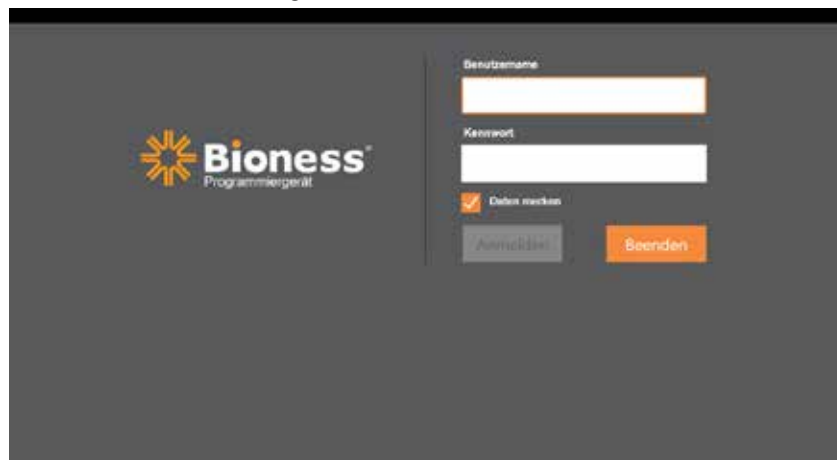 Bioness®
Programmiergerät
Benutzername
Kennwort
Daten merken
Anmelden
Beenden